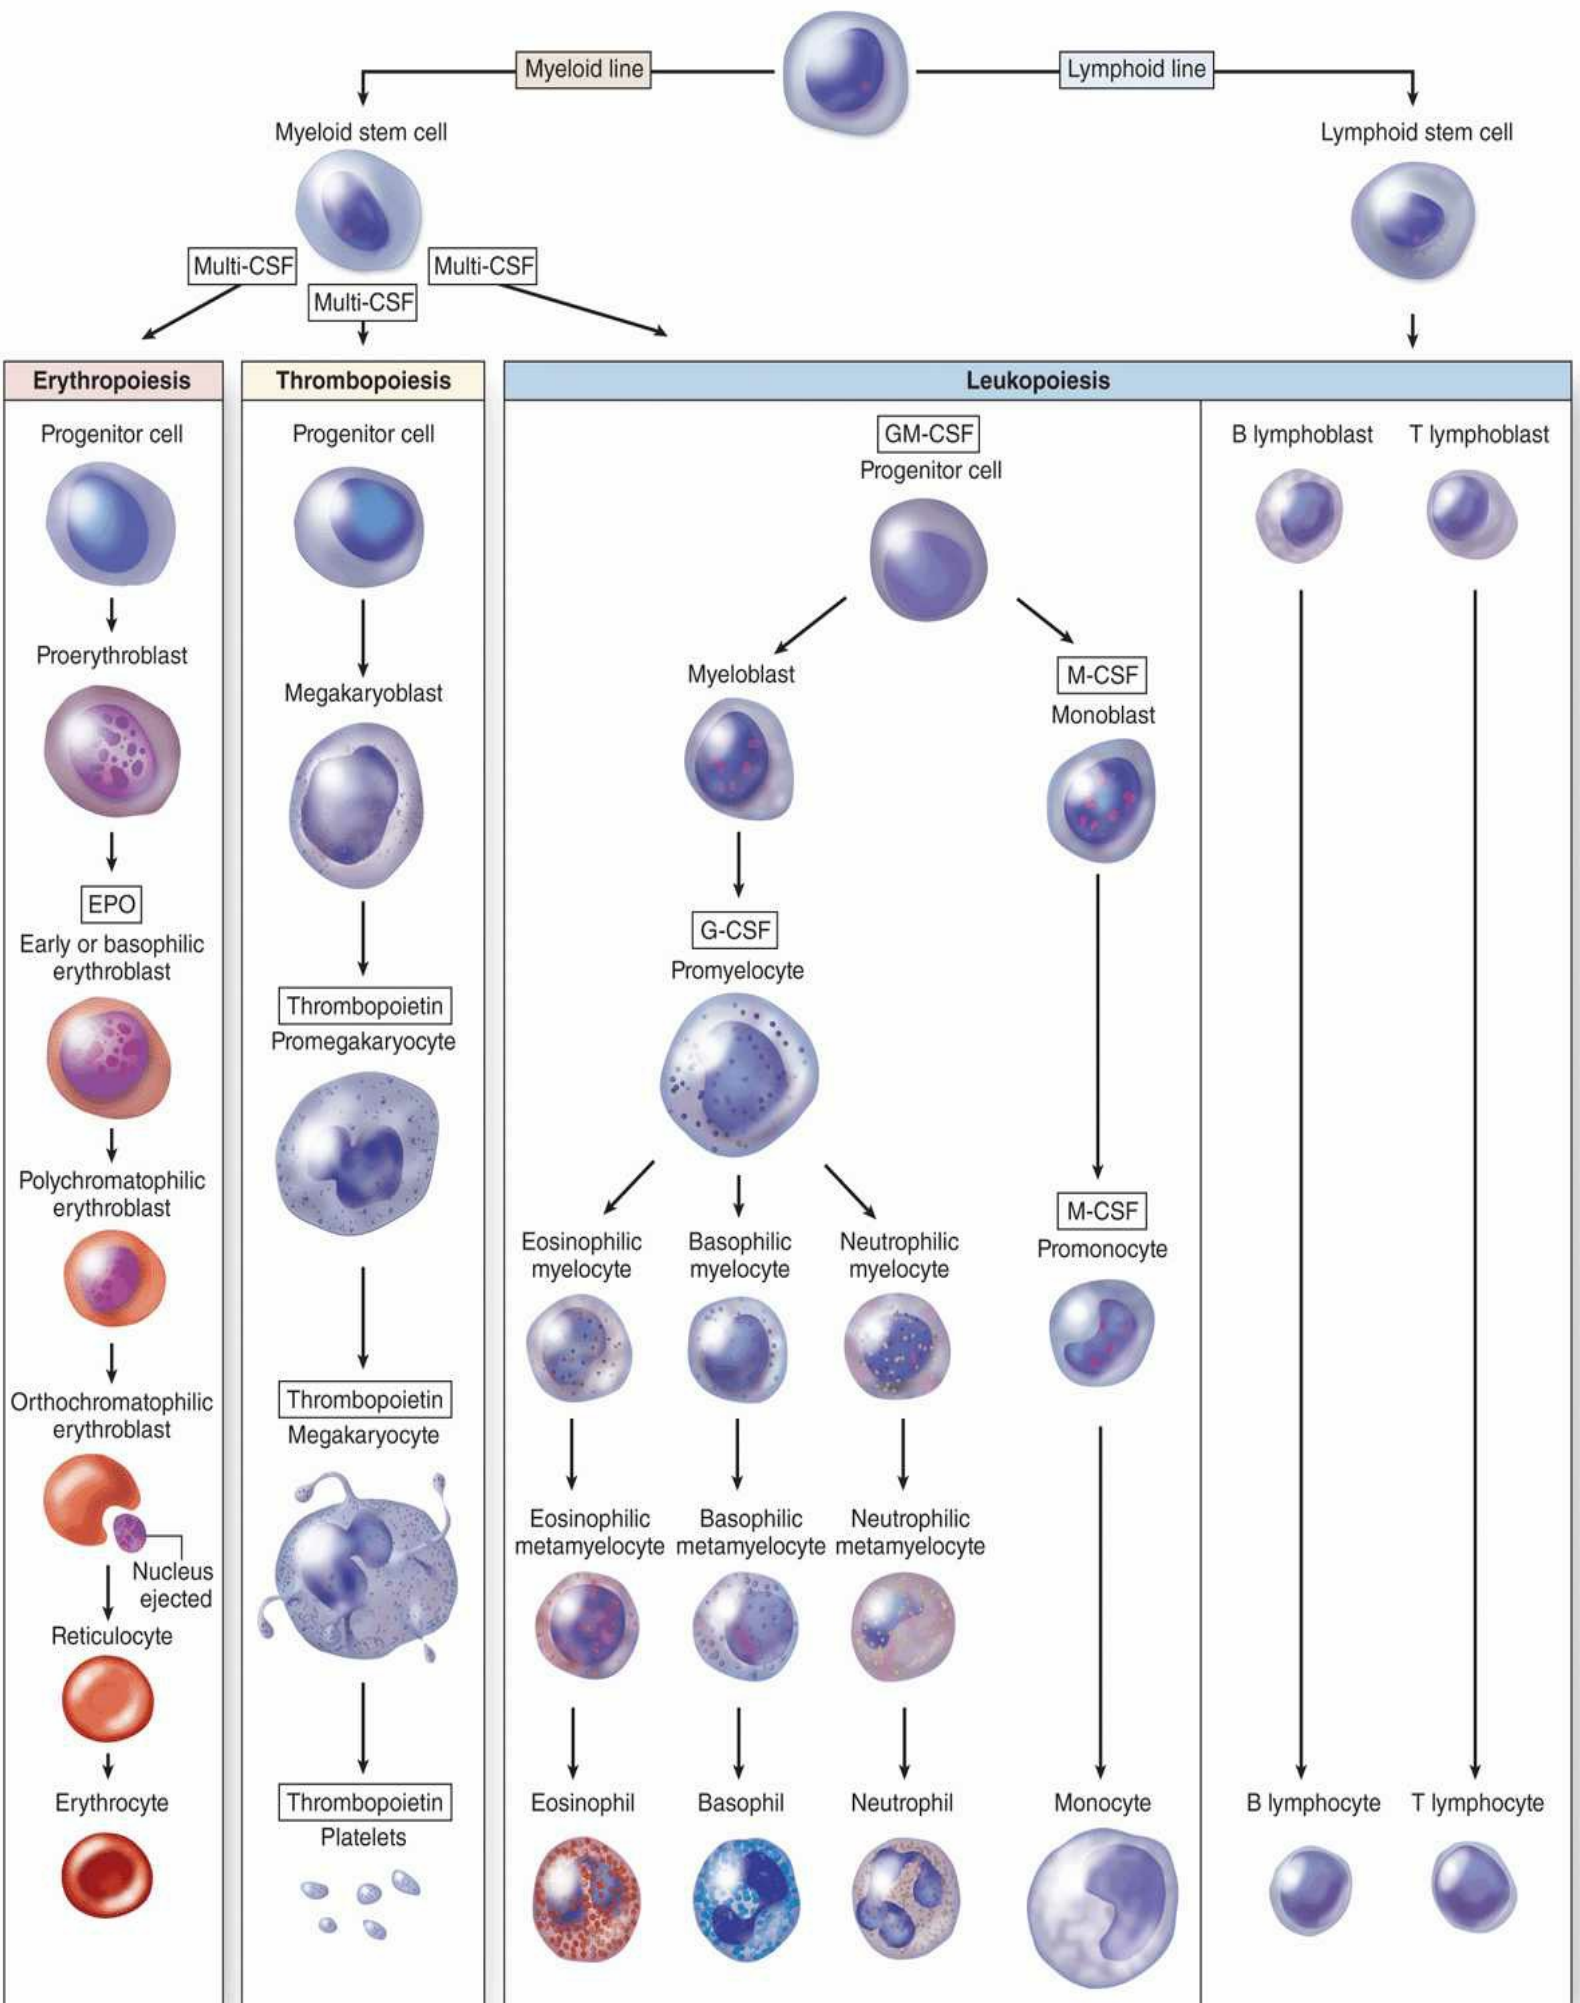 Myeloid line
Lymphoid line
Myeloid stem cell
Lymphoid stem cell
Multi-CSF
Multi-CSF
Multi-CSF
Erythropoiesis
Progenitor cell
Proerythroblast
EPO
Early or basophilic
erythroblast
Polychromatophilic
erythroblast
Orthochromatophilic
erythroblast
Nucleus
ejected
Reticulocyte
Erythrocyte
Thrombopoiesis
Progenitor cell
Megakaryoblast
Thrombopoietin
Promegakaryocyte
Thrombopoietin
Megakaryocyte
Thrombopoietin
Platelets
Leukopoiesis
GM-CSF
Progenitor cell
Myeloblast
M-CSF
Monoblast
G-CSF
Promyelocyte
Eosinophilic
myelocyte
Basophilic
myelocyte
Neutrophilic
myelocyte
M-CSF
Promonocyte
Eosinophilic
metamyelocyte
Basophilic
metamyelocyte
Neutrophilic
metamyelocyte
Eosinophil
Basophil
Neutrophil
Monocyte
B lymphoblast
T lymphoblast
B lymphocyte
T lymphocyte